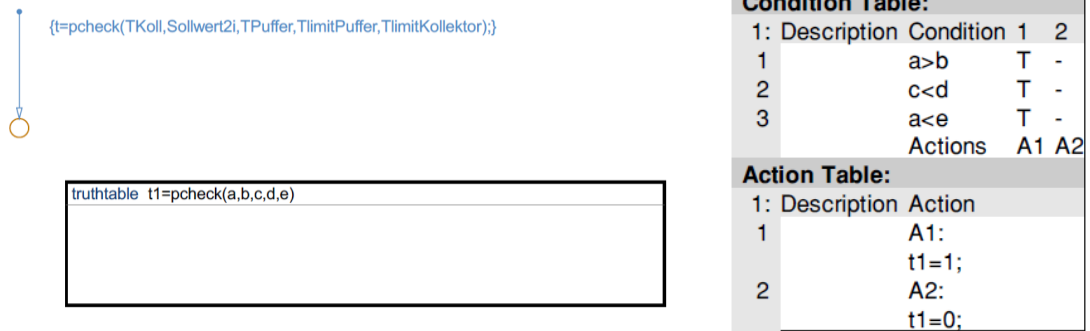 {t=pcheck(TKoll,Sollwert2i,TPuffer,TlimitPuffer,TlimitKollektor);}
truthtable t1=pcheck(a,b,c,d,e)
Condition Table:
1: Description Condition 1 2
1 a>b T -
2 c<d T -
3 a<e T -
Actions A1 A2
Action Table:
1: Description Action
1 A1:
t1=1;
2 A2:
t1=0;